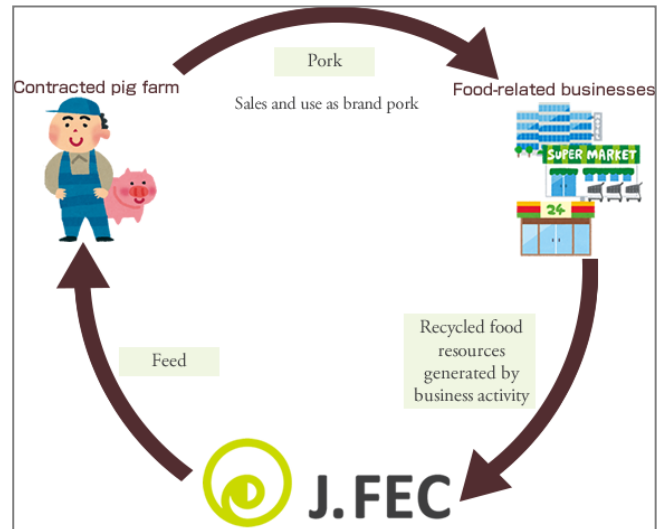 Pork
Contracted pig farm
Food-related businesses
Sales and use as brand pork
SUPER MARKET
24
Recycled food
resources
generated by
business activity
Feed
J.FEC